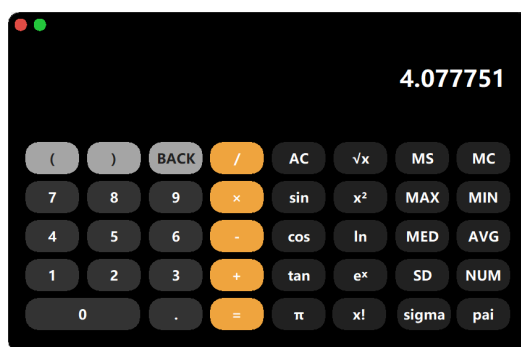 4.077751
( ) BACK / AC √x MS MC
7 8 9 × sin x² MAX MIN
4 5 6 - cos ln MED AVG
1 2 3 + tan eˣ SD NUM
0 . = π x! sigma pai